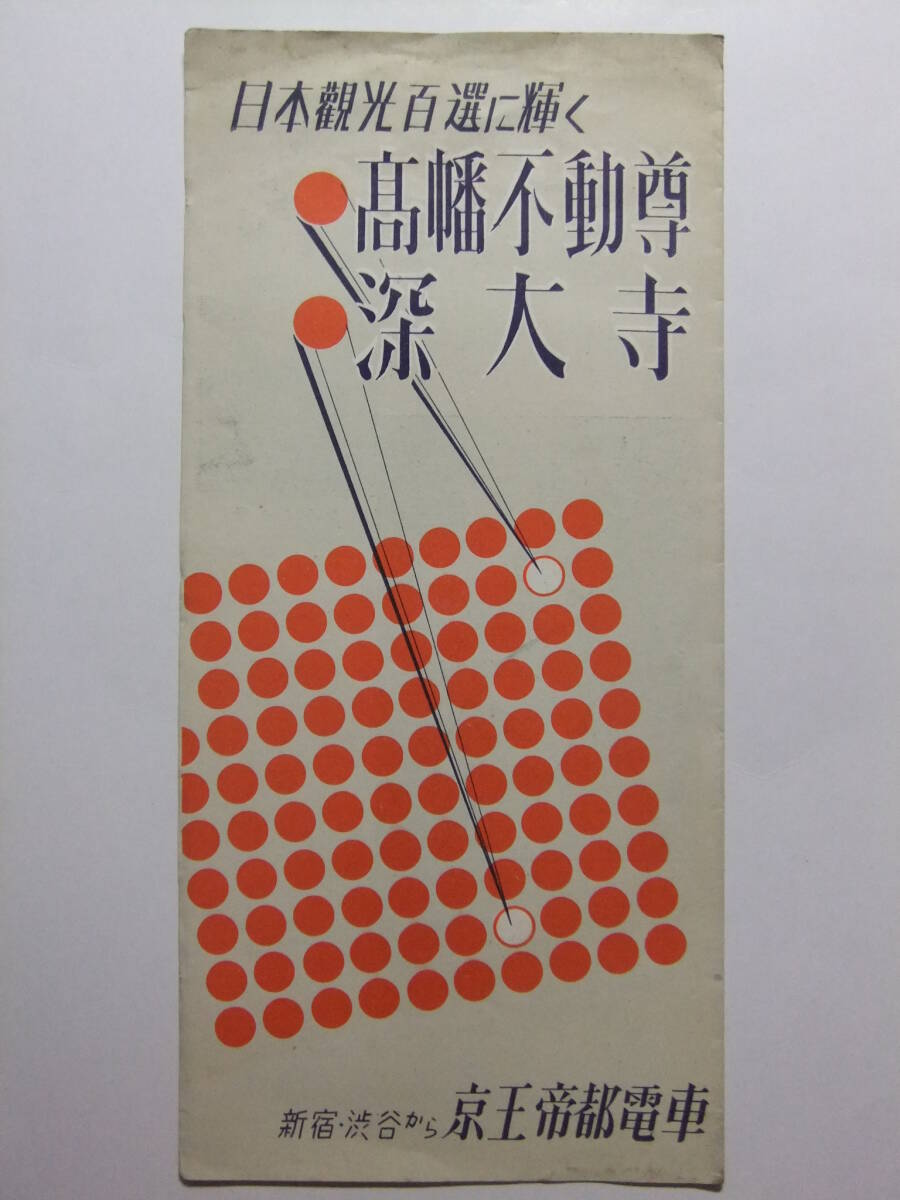 日本觀光百選に輝く
髙幡不動尊
深大寺
新宿・渋谷から京王帝都電車